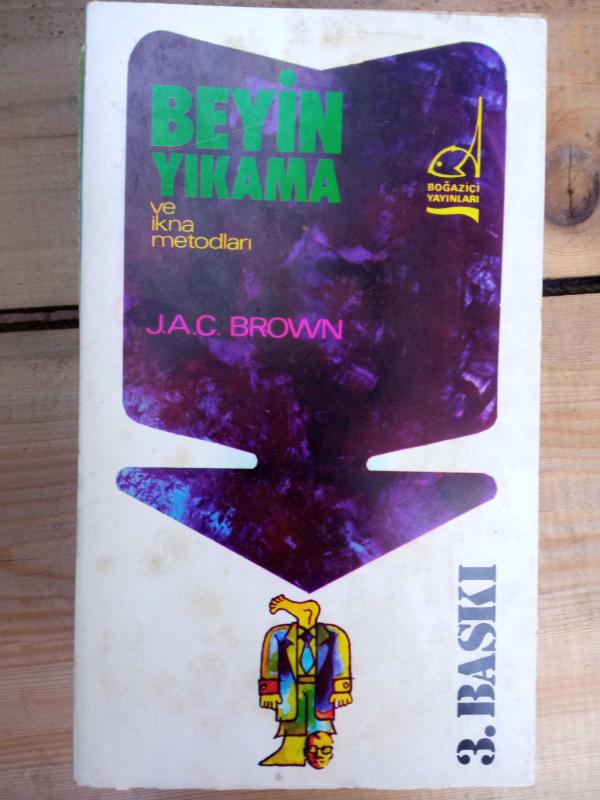 BEYİN
YIKAMA
ve
ikna
metodları
BOĞAZİÇİ
YAYINLARI
J.A.C. BROWN
3. BASKI